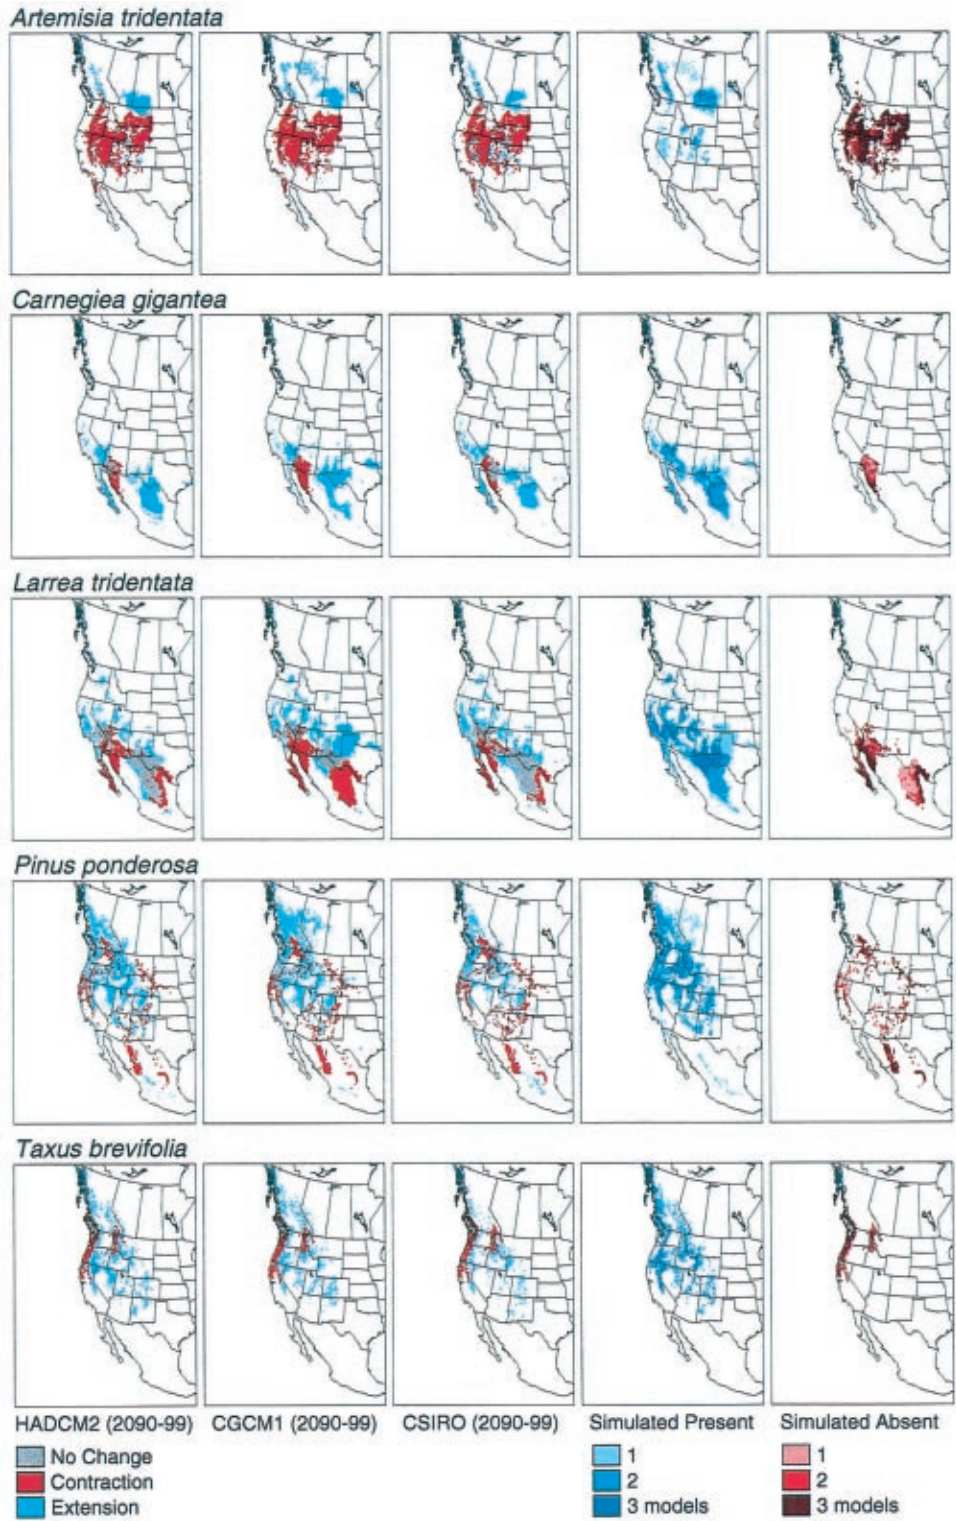 Artemisia tridentata
Carnegiea gigantea
Larrea tridentata
Pinus ponderosa
Taxus brevifolia
HADCM2 (2090-99) CGCM1 (2090-99) CSIRO (2090-99) Simulated Present Simulated Absent
No Change 1 1
Contraction 2 2
Extension 3 models 3 models